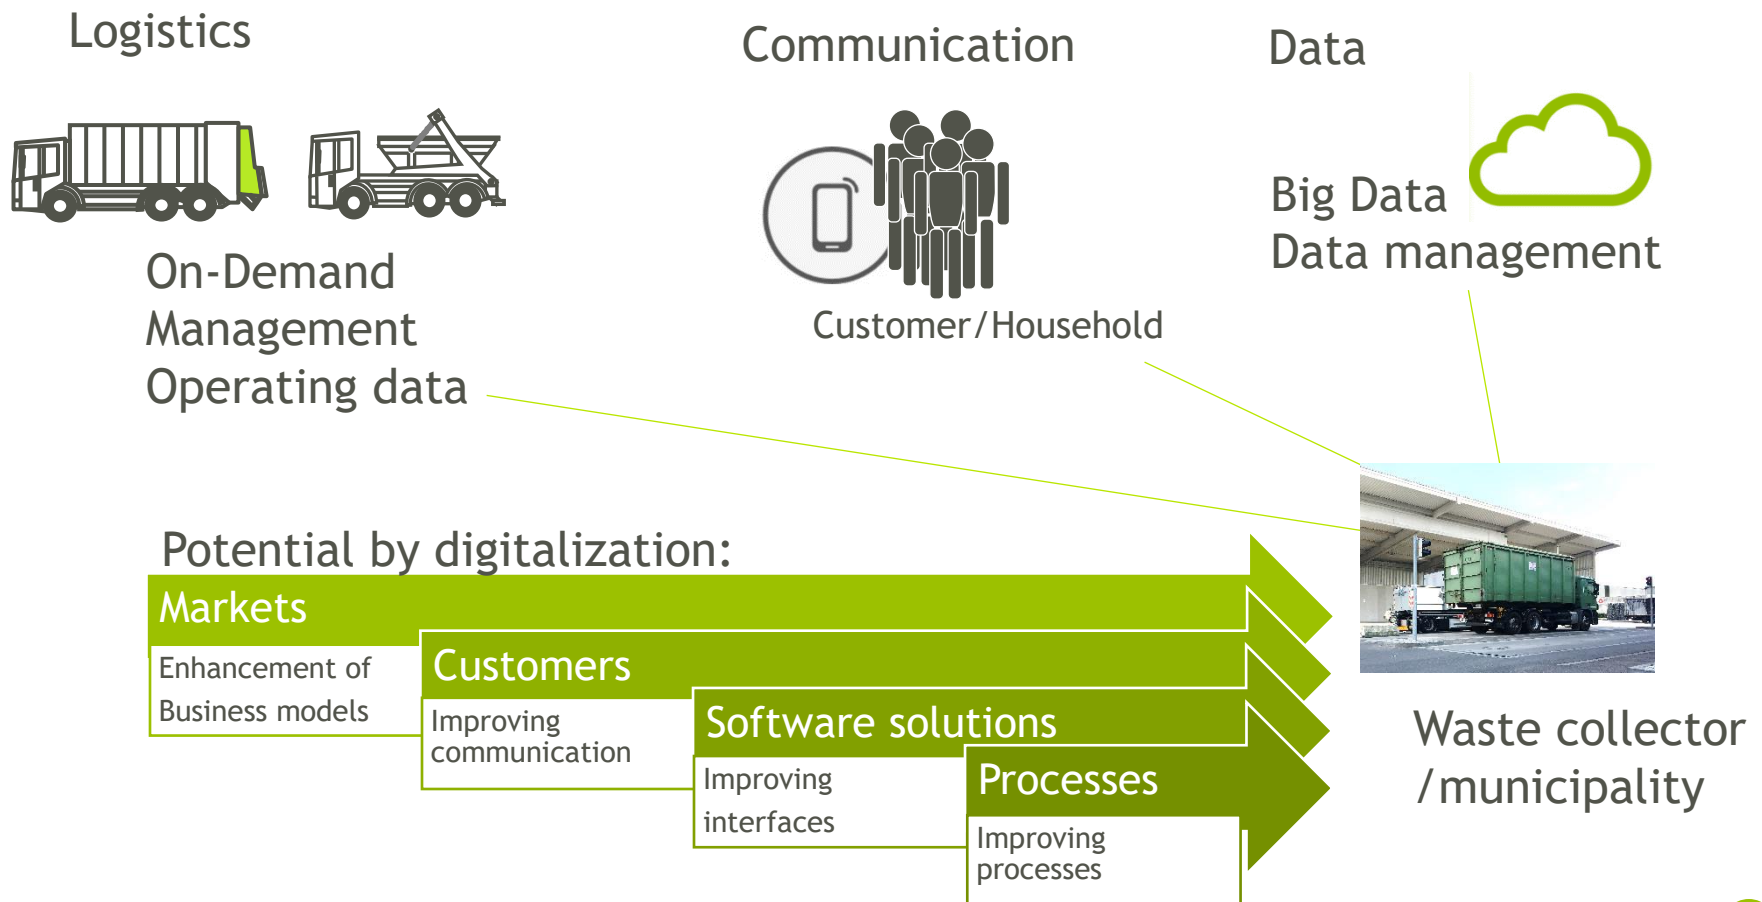 Logistics
Communication
Data
Big Data
Data management
On-Demand
Management
Operating data
Customer/Household
Potential by digitalization:
Markets
Enhancement of
Business models
Customers
Improving
communication
Software solutions
Improving
interfaces
Processes
Improving
processes
Waste collector
/municipality